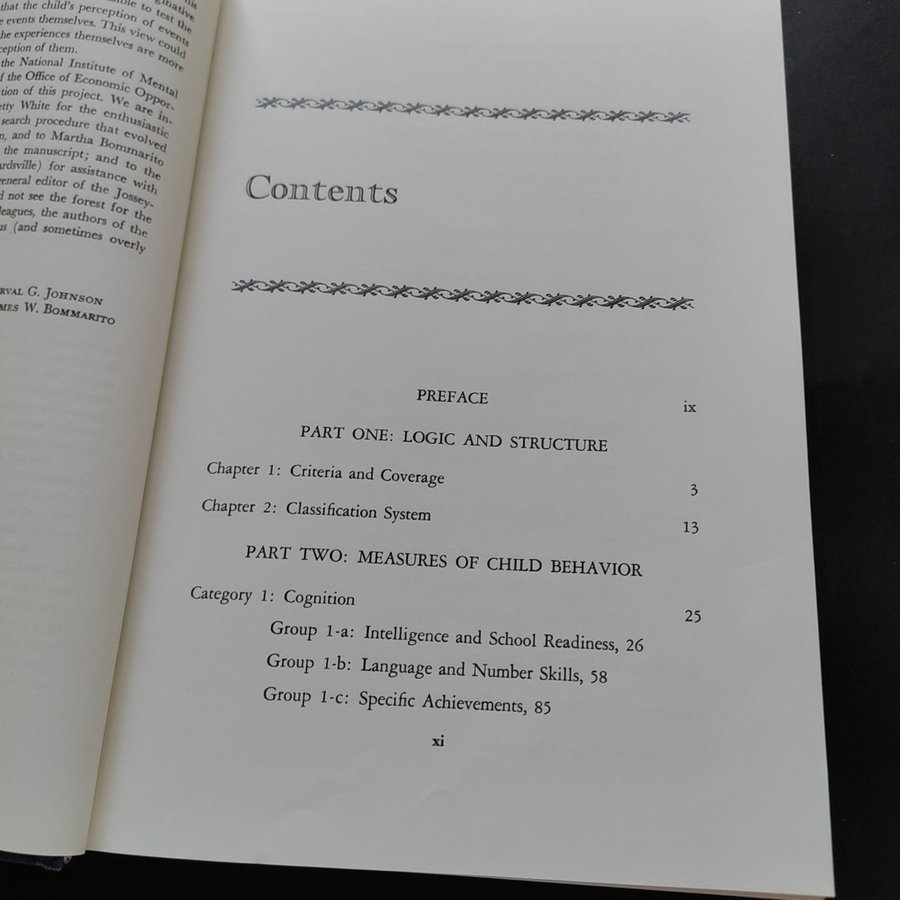 that the child's perception of events
events themselves. This view could
he experiences themselves are more
ception of them.
the National Institute of Mental
f the Office of Economic Oppor-
tion of this project. We are in-
etty White for the enthusiastic
search procedure that evolved
n, and to Martha Bommarito
the manuscript; and to the
ardsville) for assistance with
eneral editor of the Jossey-
d not see the forest for the
leagues, the authors of the
us (and sometimes overly
RVAL G. JOHNSON
MES W. BOMMARITO
Contents
PREFACE ix
PART ONE: LOGIC AND STRUCTURE
Chapter 1: Criteria and Coverage 3
Chapter 2: Classification System 13
PART TWO: MEASURES OF CHILD BEHAVIOR
Category 1: Cognition 25
Group 1-a: Intelligence and School Readiness, 26
Group 1-b: Language and Number Skills, 58
Group 1-c: Specific Achievements, 85
xi